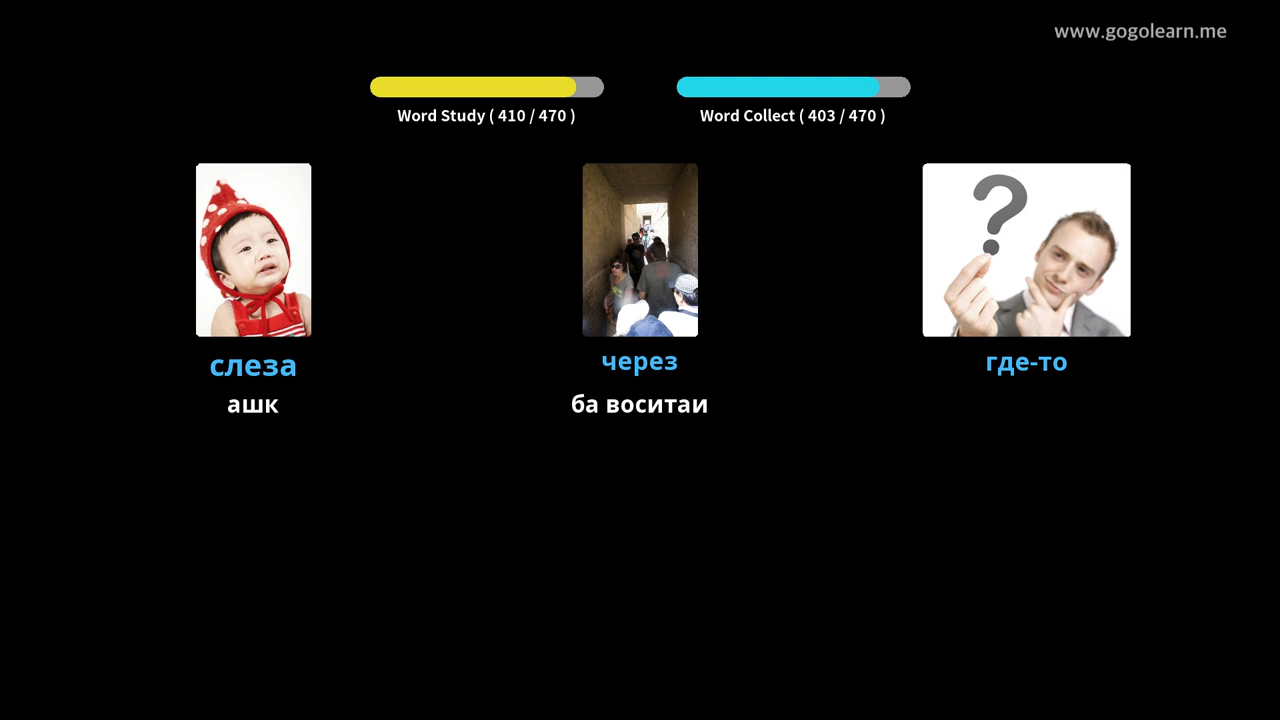 www.gogolearn.me
Word Study ( 410 / 470 )
Word Collect ( 403 / 470 )
слеза
через
где-то
ашк
ба воситаи